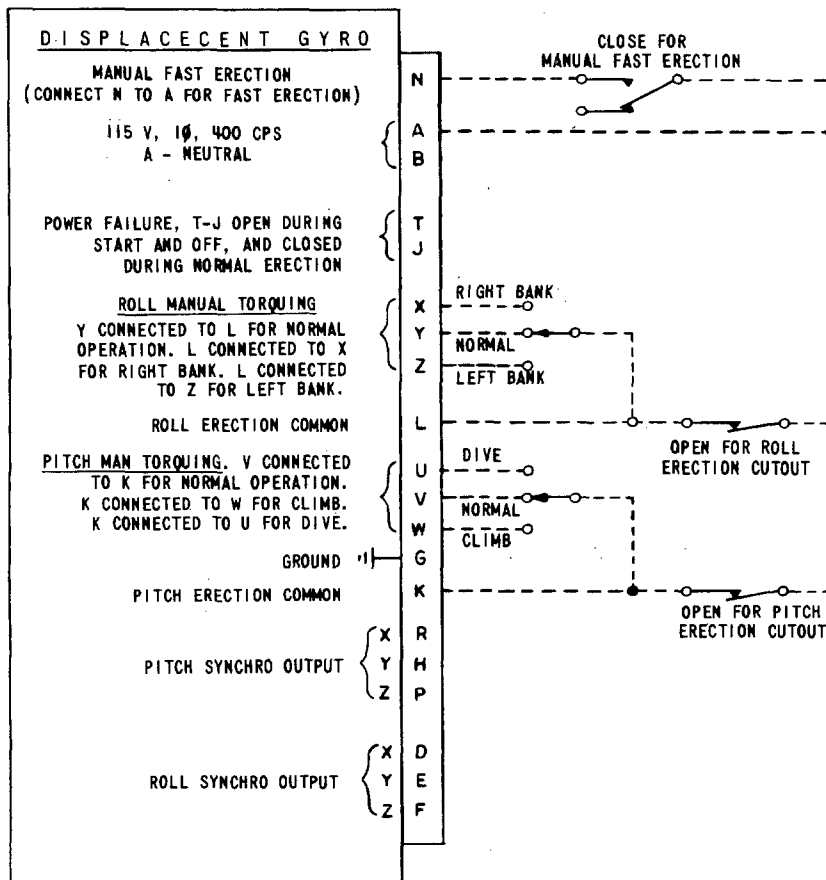 DISPLACECENT GYRO
MANUAL FAST ERECTION
(CONNECT N TO A FOR FAST ERECTION)
115 V, 1Ø, 400 CPS
A - NEUTRAL
POWER FAILURE, T-J OPEN DURING
START AND OFF, AND CLOSED
DURING NORMAL ERECTION
ROLL MANUAL TORQUING
Y CONNECTED TO L FOR NORMAL
OPERATION. L CONNECTED TO X
FOR RIGHT BANK. L CONNECTED
TO Z FOR LEFT BANK.
ROLL ERECTION COMMON
PITCH MAN TORQUING. V CONNECTED
TO K FOR NORMAL OPERATION.
K CONNECTED TO W FOR CLIMB.
K CONNECTED TO U FOR DIVE.
GROUND
PITCH ERECTION COMMON
PITCH SYNCHRO OUTPUT
X
Y
Z
ROLL SYNCHRO OUTPUT
X
Y
Z
N
A
B
T
J
X
Y
Z
L
U
V
W
G
K
R
H
P
D
E
F
CLOSE FOR
MANUAL FAST ERECTION
RIGHT BANK
NORMAL
LEFT BANK
OPEN FOR ROLL
ERECTION CUTOUT
DIVE
NORMAL
CLIMB
OPEN FOR PITCH
ERECTION CUTOUT